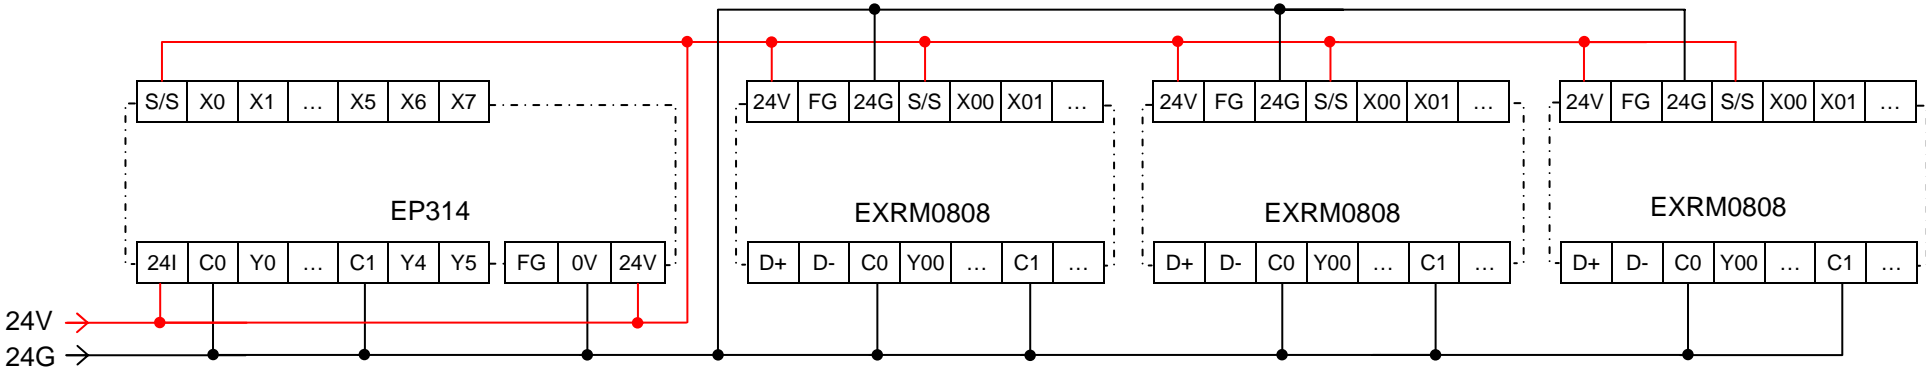 S/S X0 X1 … X5 X6 X7
24V FG 24G S/S X00 X01 …
24V FG 24G S/S X00 X01 …
24V FG 24G S/S X00 X01 …
EP314
EXRM0808
EXRM0808
EXRM0808
24I C0 Y0 … C1 Y4 Y5 FG 0V 24V
D+ D- C0 Y00 … C1 …
D+ D- C0 Y00 … C1 …
D+ D- C0 Y00 … C1 …
24V
24G